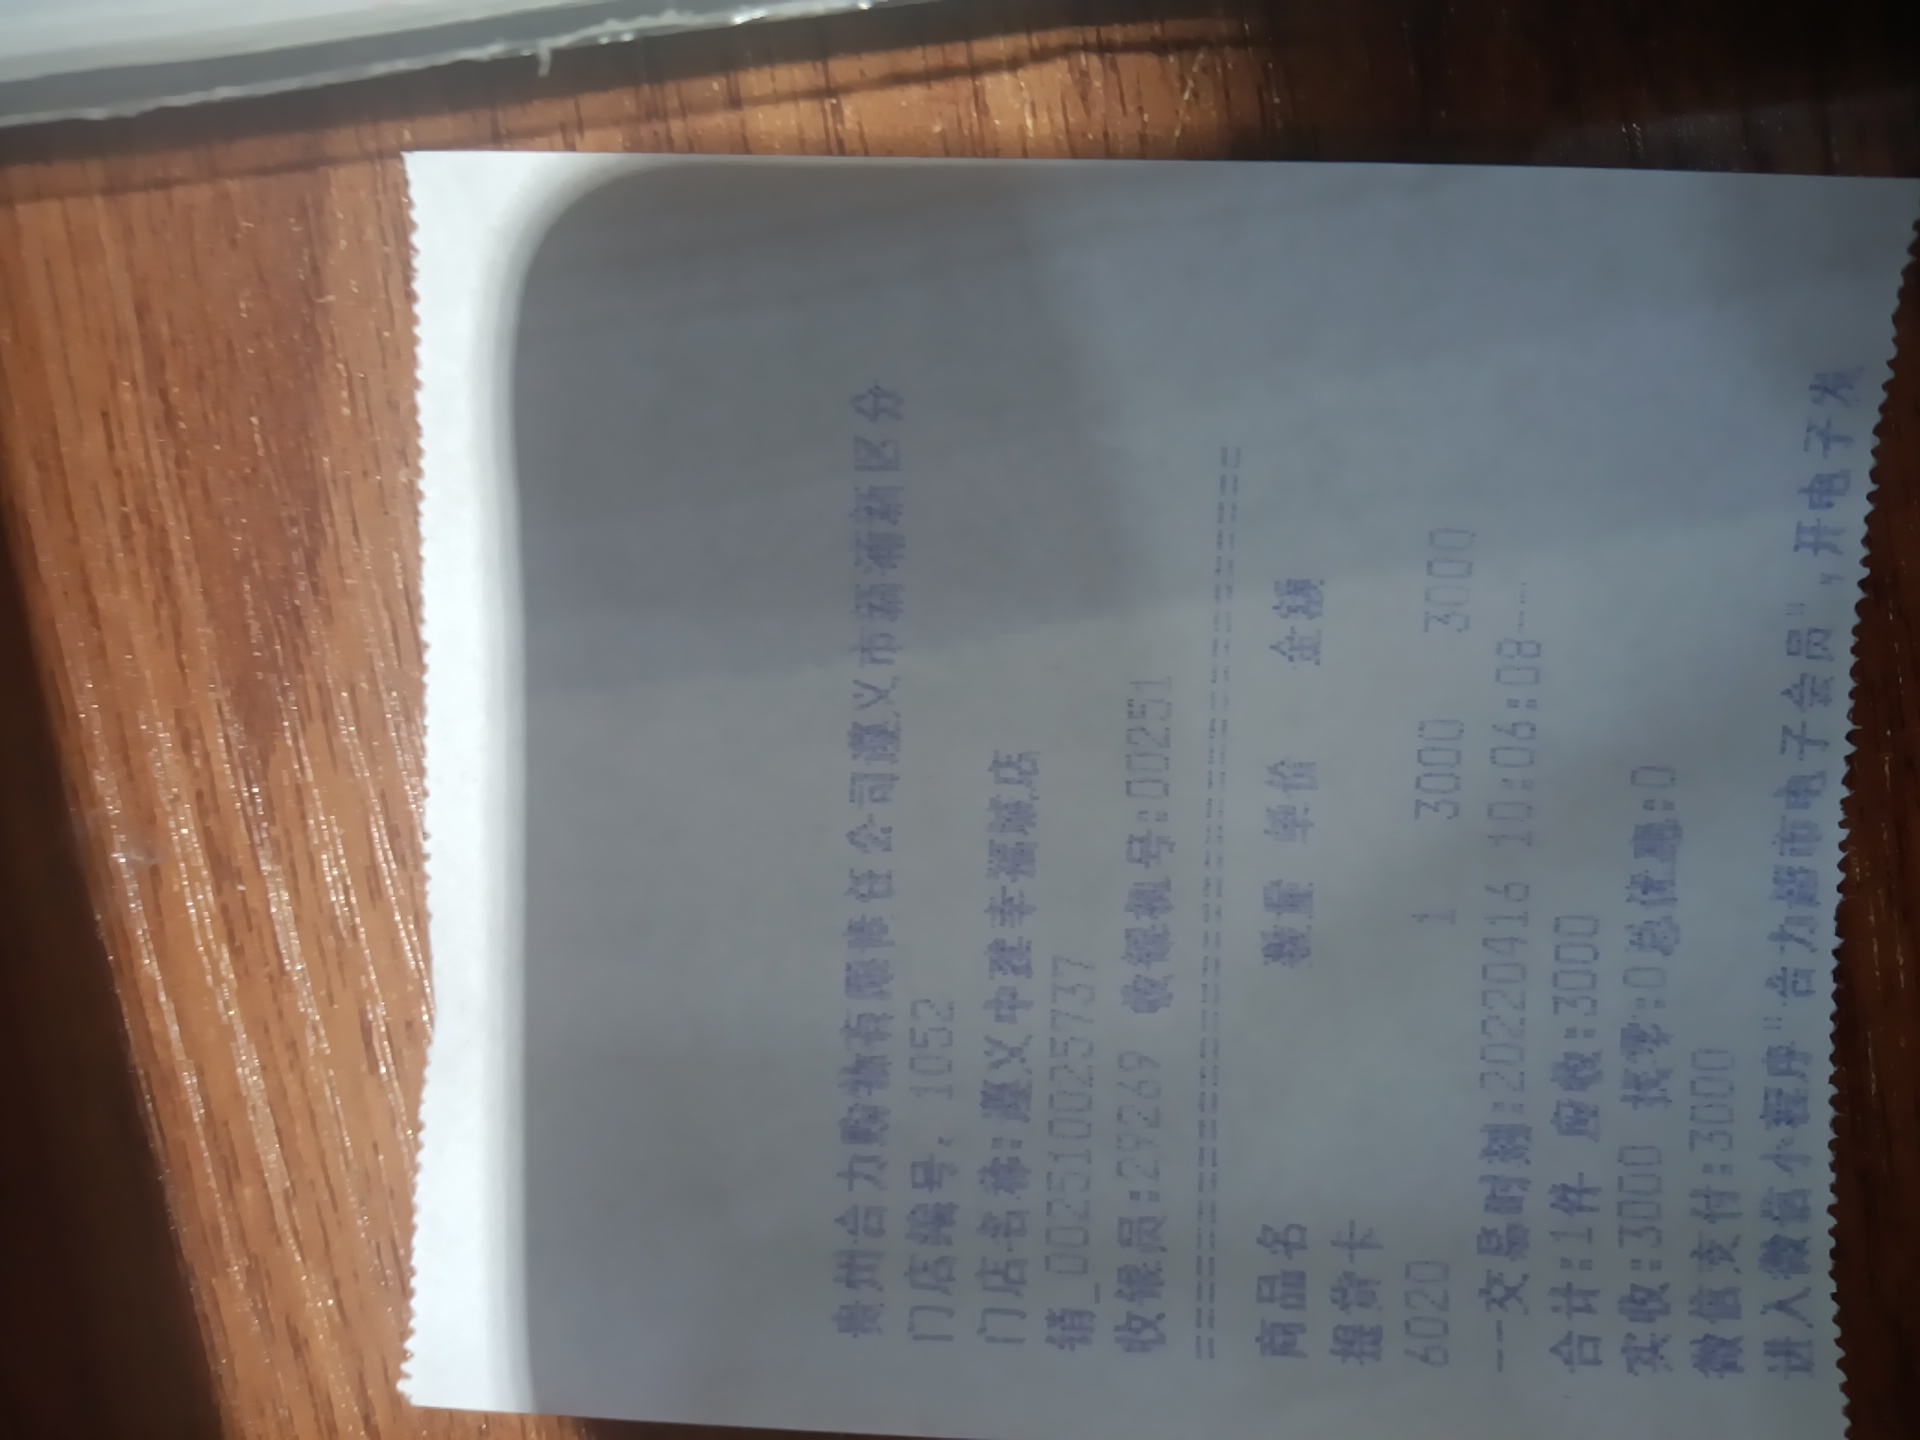 贵州合力购物有限责任公司遵义市新浦新区分
门店编号: 1052
门店名称:遵义中建幸福城店
销_002510025737
收银员:29269 收银机号:00251
商品名 数量 单价 金额
提货卡
6020 1 3000 3000
--交易时刻:20220416 10:06:08----
合计:1件 应收:3000
实收:3000 找零:0总优惠:0
微信支付:3000
进入微信小程序"合力超市电子会员",开电子发